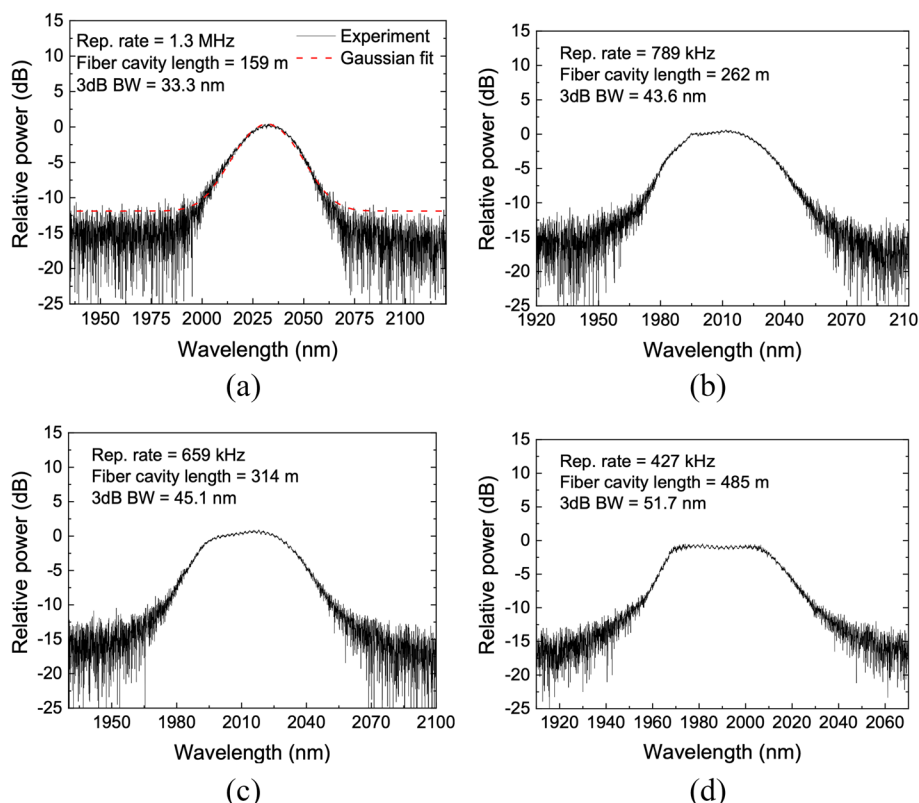 15
10
5
0
-5
-10
-15
-20
-25
Relative power (dB)
Rep. rate = 1.3 MHz
Fiber cavity length = 159 m
3dB BW = 33.3 nm
Experiment
Gaussian fit
1950 1975 2000 2025 2050 2075 2100
Wavelength (nm)
(a)
15
10
5
0
-5
-10
-15
-20
-25
Relative power (dB)
Rep. rate = 789 kHz
Fiber cavity length = 262 m
3dB BW = 43.6 nm
1920 1950 1980 2010 2040 2070 210
Wavelength (nm)
(b)
15
10
5
0
-5
-10
-15
-20
-25
Relative power (dB)
Rep. rate = 659 kHz
Fiber cavity length = 314 m
3dB BW = 45.1 nm
1950 1980 2010 2040 2070 2100
Wavelength (nm)
(c)
15
10
5
0
-5
-10
-15
-20
-25
Relative power (dB)
Rep. rate = 427 kHz
Fiber cavity length = 485 m
3dB BW = 51.7 nm
1920 1940 1960 1980 2000 2020 2040 2060
Wavelength (nm)
(d)